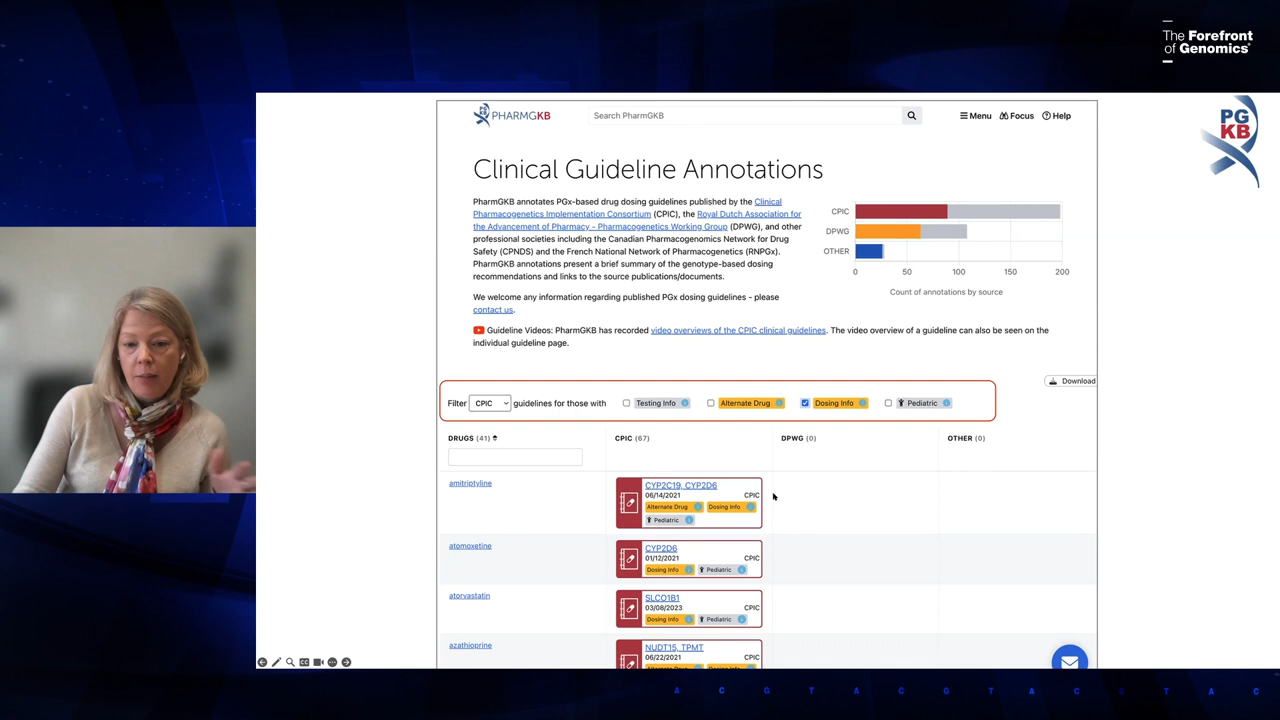 The Forefront
of Genomics®
PG
KB
PHARMGKB
Search PharmGKB
Menu
Focus
Help
Clinical Guideline Annotations
PharmGKB annotates PGx-based drug dosing guidelines published by the Clinical
Pharmacogenetics Implementation Consortium (CPIC), the Royal Dutch Association for
the Advancement of Pharmacy - Pharmacogenetics Working Group (DPWG), and other
professional societies including the Canadian Pharmacogenomics Network for Drug
Safety (CPNDS) and the French National Network of Pharmacogenetics (RNPGx).
PharmGKB annotations present a brief summary of the genotype-based dosing
recommendations and links to the source publications/documents.
We welcome any information regarding published PGx dosing guidelines - please
contact us.
CPIC
DPWG
OTHER
0 50 100 150 200
Count of annotations by source
Guideline Videos: PharmGKB has recorded video overviews of the CPIC clinical guidelines. The video overview of a guideline can also be seen on the
individual guideline page.
Download
Filter CPIC guidelines for those with Testing Info Alternate Drug Dosing Info Pediatric
DRUGS (41) CPIC (67) DPWG (0) OTHER (0)
amitriptyline
CYP2C19, CYP2D6
06/14/2021 CPIC
Alternate Drug Dosing Info
Pediatric
atomoxetine
CYP2D6
01/12/2021 CPIC
Dosing Info Pediatric
atorvastatin
SLCO1B1
03/08/2023 CPIC
Dosing Info Pediatric
azathioprine
NUDT15, TPMT
06/22/2021 CPIC
Alternate Drug Dosing Info
A C G T A C G T A C G T A C